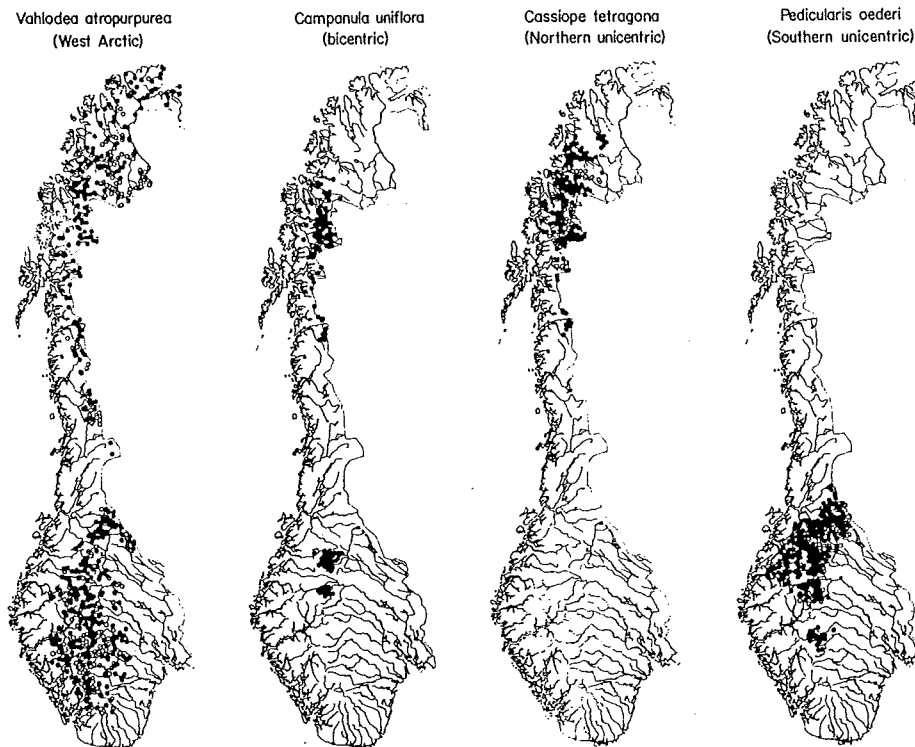 Vahlodea atropurpurea
(West Arctic)
Campanula uniflora
(bicentric)
Cassiope tetragona
(Northern unicentric)
Pedicularis oederi
(Southern unicentric)